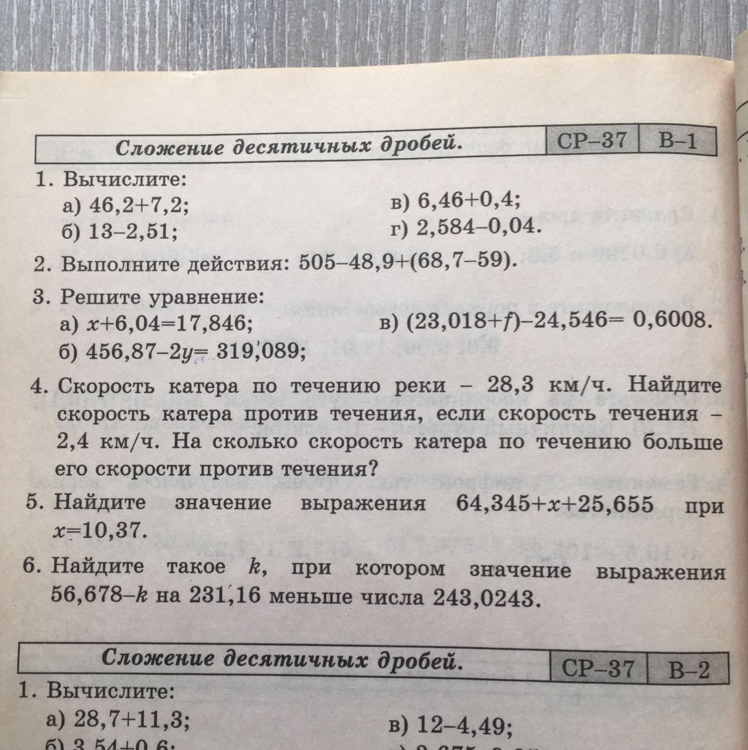 Сложение десятичных дробей. СР–37 В–1
1. Вычислите:
а) 46,2+7,2; в) 6,46+0,4;
б) 13–2,51; г) 2,584–0,04.
2. Выполните действия: 505–48,9+(68,7–59).
3. Решите уравнение:
а) x+6,04=17,846; в) (23,018+f)–24,546= 0,6008.
б) 456,87–2y= 319,089;
4. Скорость катера по течению реки – 28,3 км/ч. Найдите
скорость катера против течения, если скорость течения –
2,4 км/ч. На сколько скорость катера по течению больше
его скорости против течения?
5. Найдите значение выражения 64,345+x+25,655 при
x=10,37.
6. Найдите такое k, при котором значение выражения
56,678–k на 231,16 меньше числа 243,0243.
Сложение десятичных дробей. СР–37 В–2
1. Вычислите:
а) 28,7+11,3; в) 12–4,49;
б) 3,54+0,6;